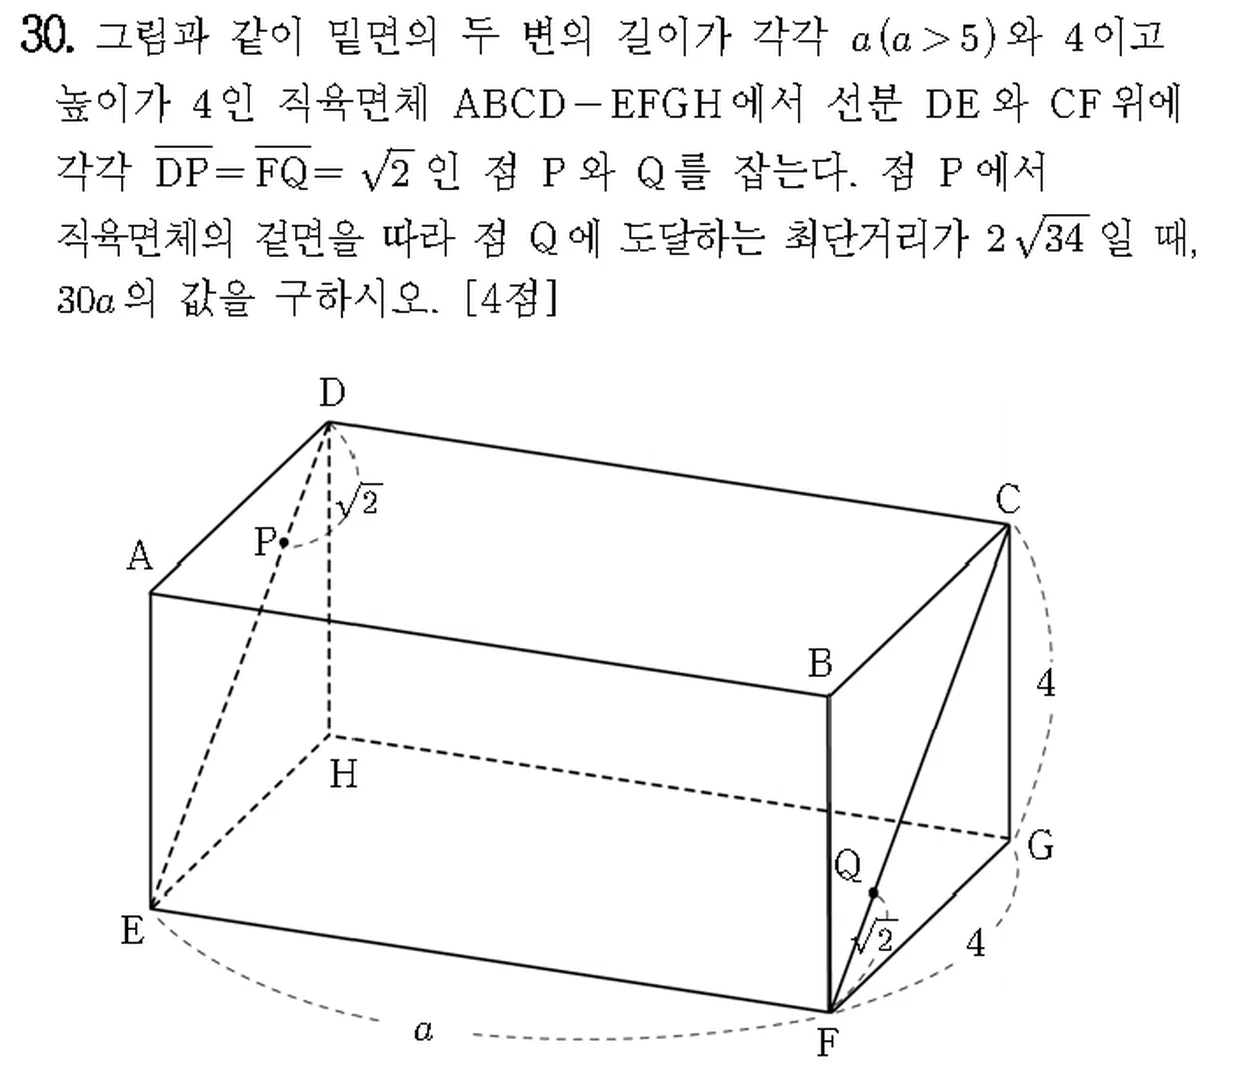 30. 그림과 같이 밑면의 두 변의 길이가 각각 a(a>5)와 4이고
높이가 4인 직육면체 ABCD-EFGH에서 선분 DE와 CF위에
각각 \overline{DP}=\overline{FQ}=√2인 점 P와 Q를 잡는다. 점 P에서
직육면체의 겉면을 따라 점 Q에 도달하는 최단거리가 2√34일 때,
30a의 값을 구하시오. [4점]
D
√2
C
P
A
B
4
H
Q
G
√2
E
4
a
F